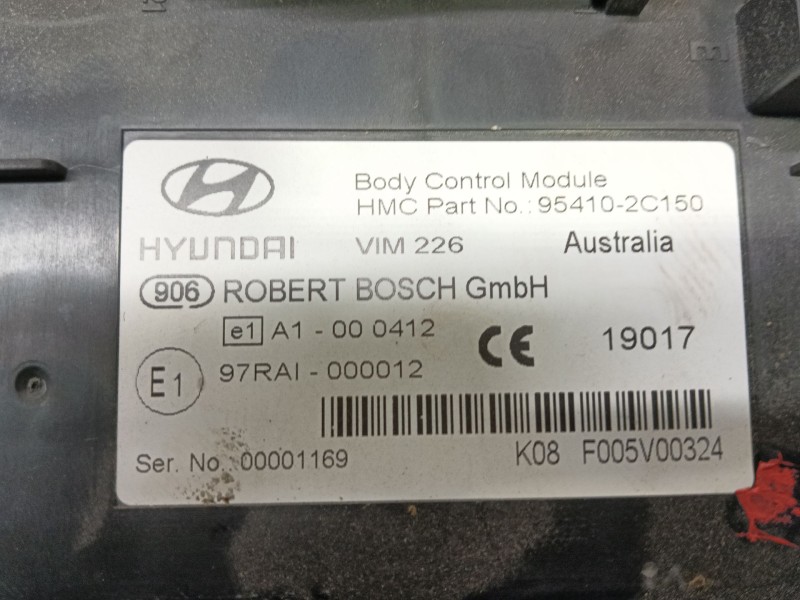 Body Control Module
HMC Part No.: 95410-2C150
HYUNDAI VIM 226 Australia
906 ROBERT BOSCH GmbH
e1 A1 - 00 0412
CE 19017
E1 97RAI - 000012
Ser. No. 00001169 K08 F005V00324